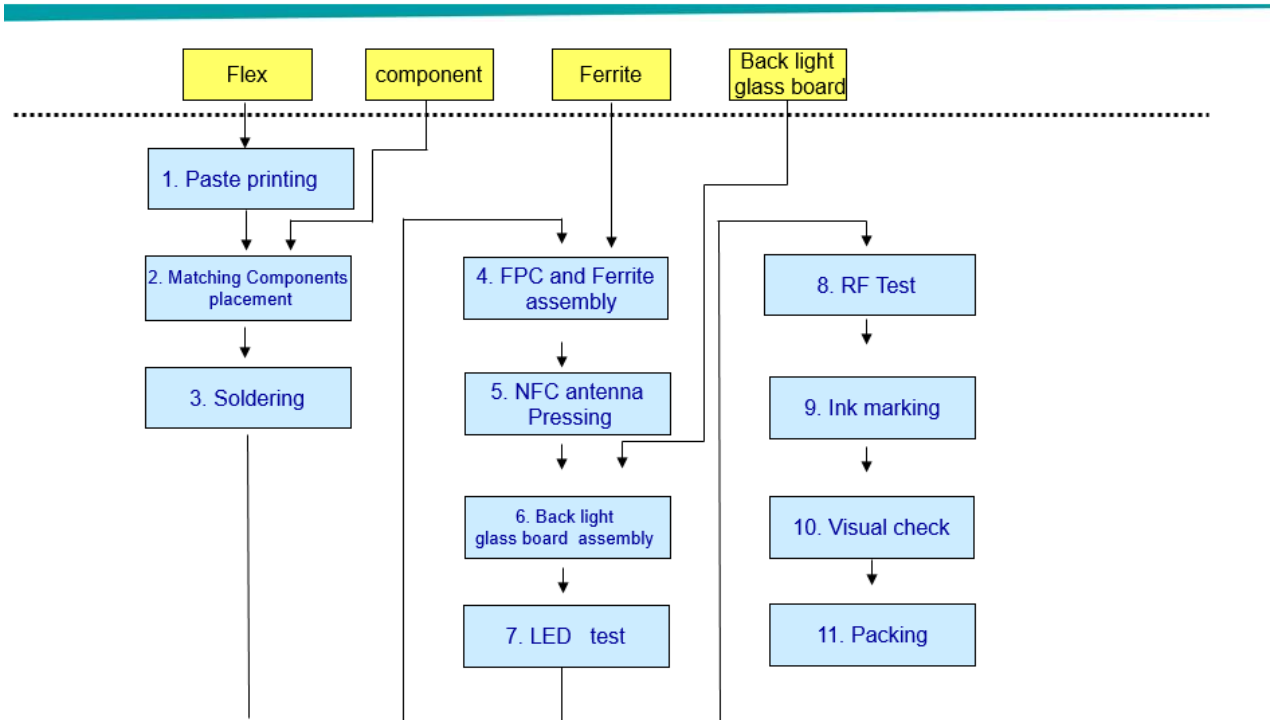 Flex
component
Ferrite
Back light
glass board
1. Paste printing
2. Matching Components
placement
3. Soldering
4. FPC and Ferrite
assembly
5. NFC antenna
Pressing
6. Back light
glass board assembly
7. LED test
8. RF Test
9. Ink marking
10. Visual check
11. Packing